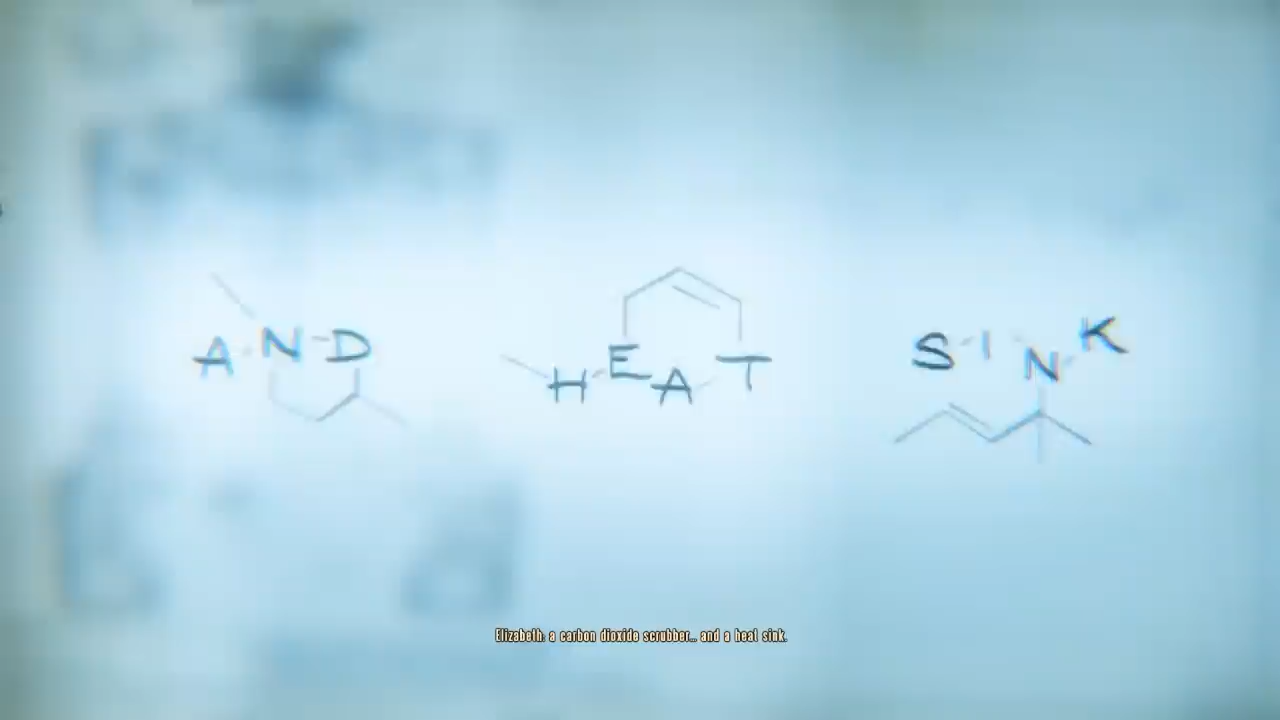 AND HEAT SINK
Elizabeth: a carbon dioxide scrubber... and a heat sink.